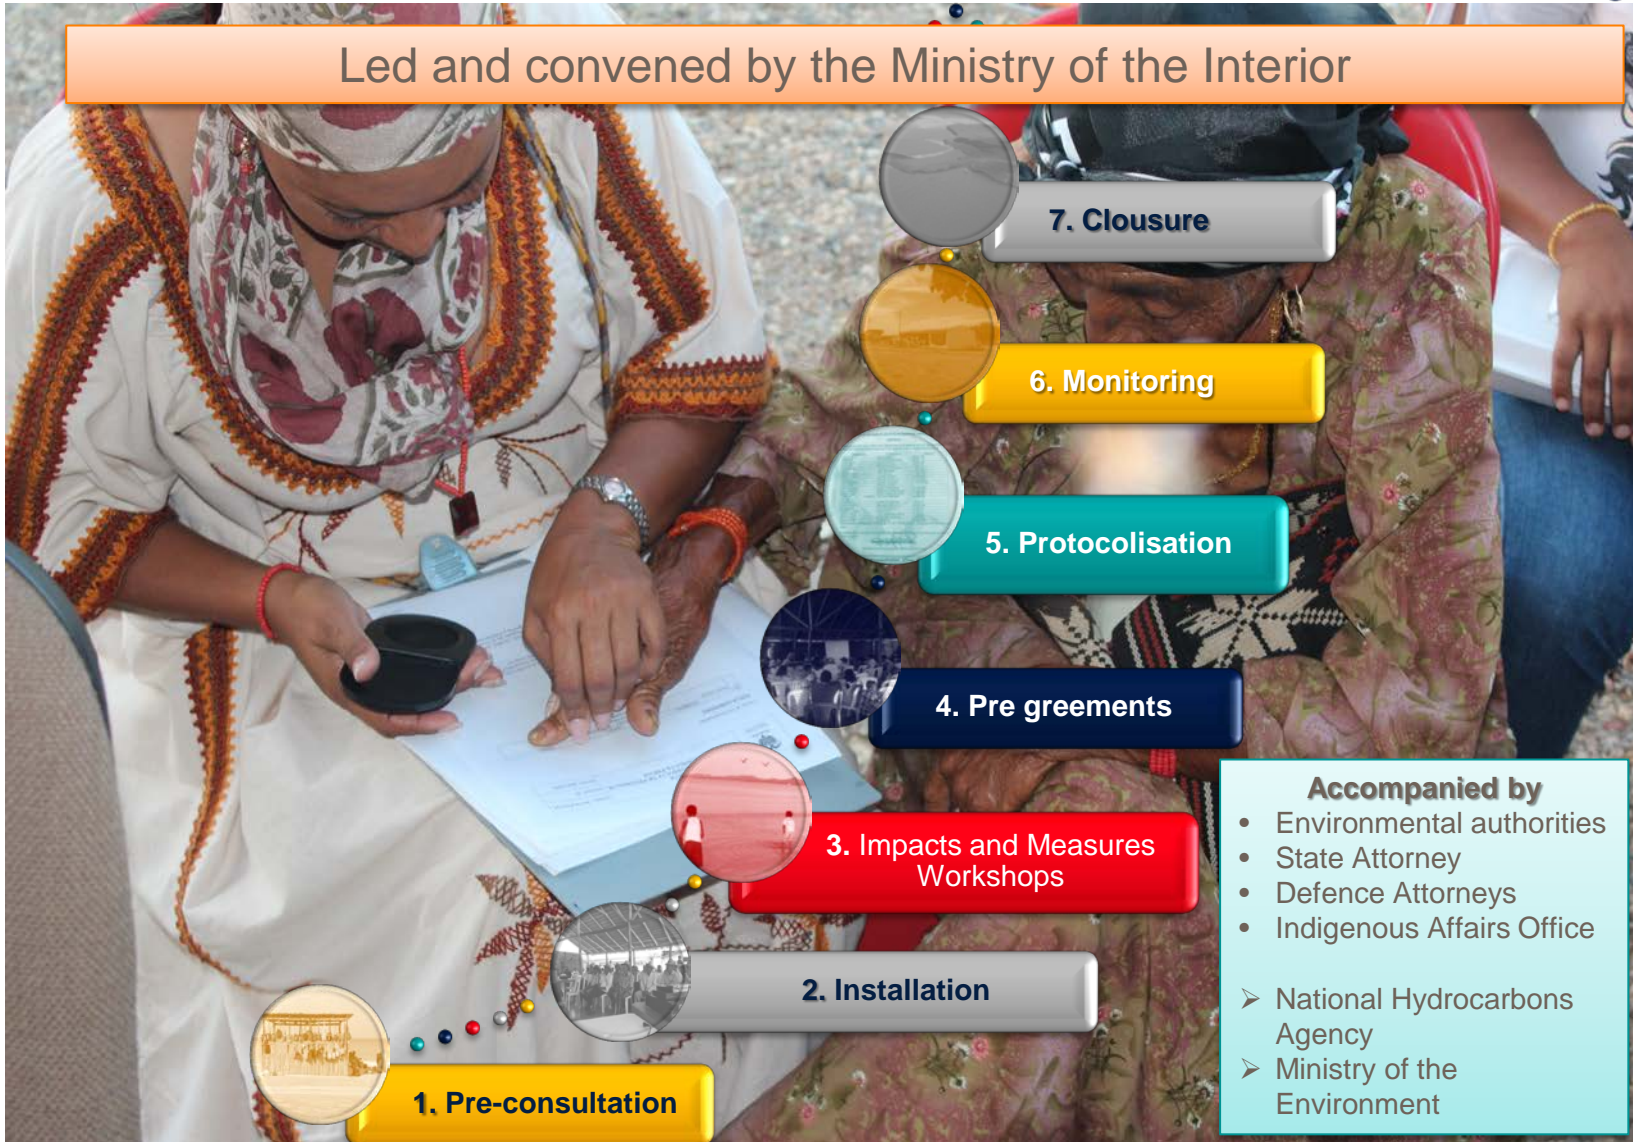 Led and convened by the Ministry of the Interior
7. Clousure
6. Monitoring
5. Protocolisation
4. Pre greements
3. Impacts and Measures
Workshops
2. Installation
1. Pre-consultation
Accompanied by
• Environmental authorities
• State Attorney
• Defence Attorneys
• Indigenous Affairs Office
➢ National Hydrocarbons
Agency
➢ Ministry of the
Environment